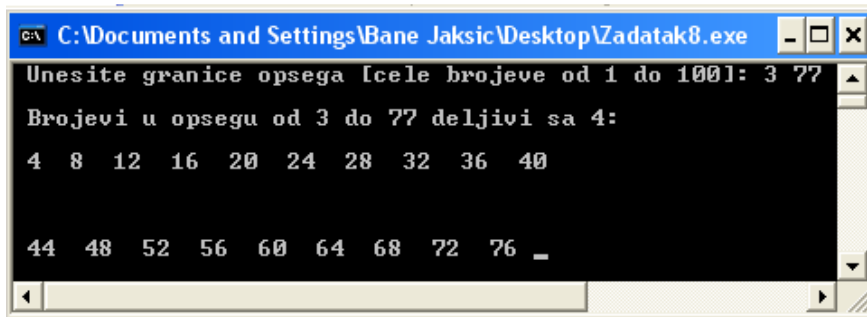 C:\Documents and Settings\Bane Jaksic\Desktop\Zadatak8.exe
Unesite granice opsega [cele brojeve od 1 do 100]: 3 77
Brojevi u opsegu od 3 do 77 deljivi sa 4:
4 8 12 16 20 24 28 32 36 40
44 48 52 56 60 64 68 72 76 _